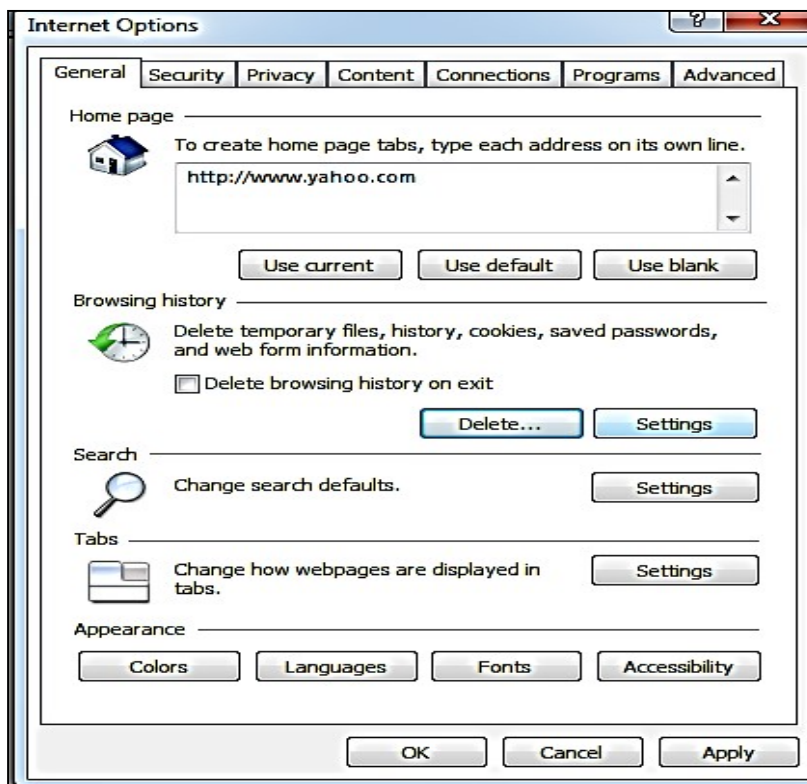 Internet Options ?
General Security Privacy Content Connections Programs Advanced
Home page
To create home page tabs, type each address on its own line.
http://www.yahoo.com
Use current Use default Use blank
Browsing history
Delete temporary files, history, cookies, saved passwords,
and web form information.
Delete browsing history on exit
Delete... Settings
Search
Change search defaults. Settings
Tabs
Change how webpages are displayed in Settings
tabs.
Appearance
Colors Languages Fonts Accessibility
OK Cancel Apply